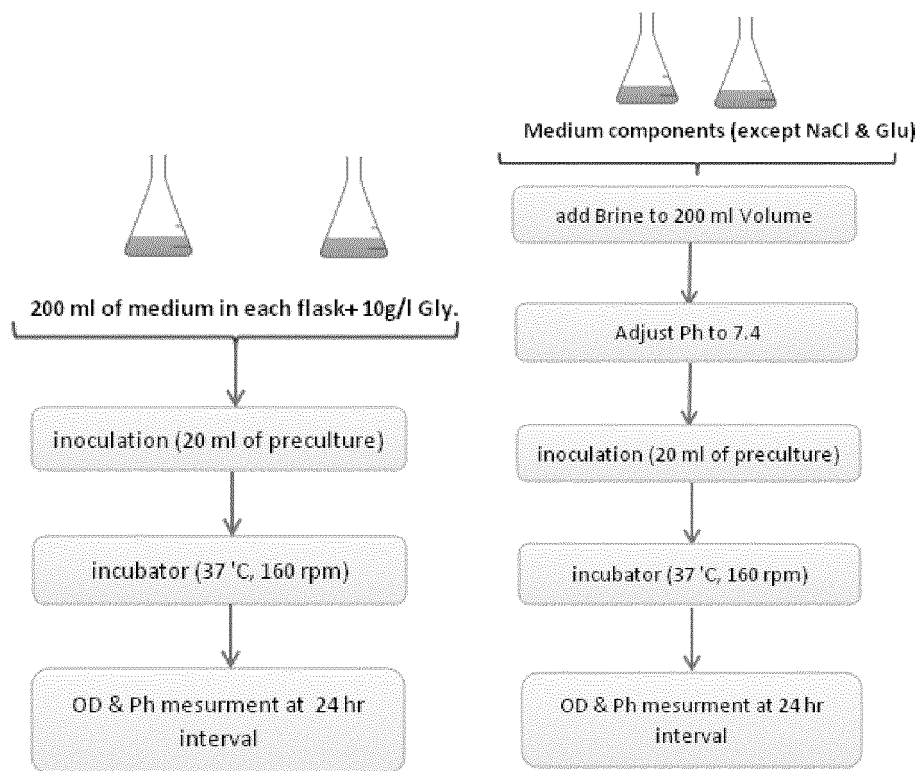 200 ml of medium in each flask+ 10g/l Gly.
inoculation (20 ml of preculture)
incubator (37 'C, 160 rpm)
OD & Ph mesurment at 24 hr
interval
Medium components (except NaCl & Glu)
add Brine to 200 ml Volume
Adjust Ph to 7.4
inoculation (20 ml of preculture)
incubator (37 'C, 160 rpm)
OD & Ph mesurment at 24 hr
interval